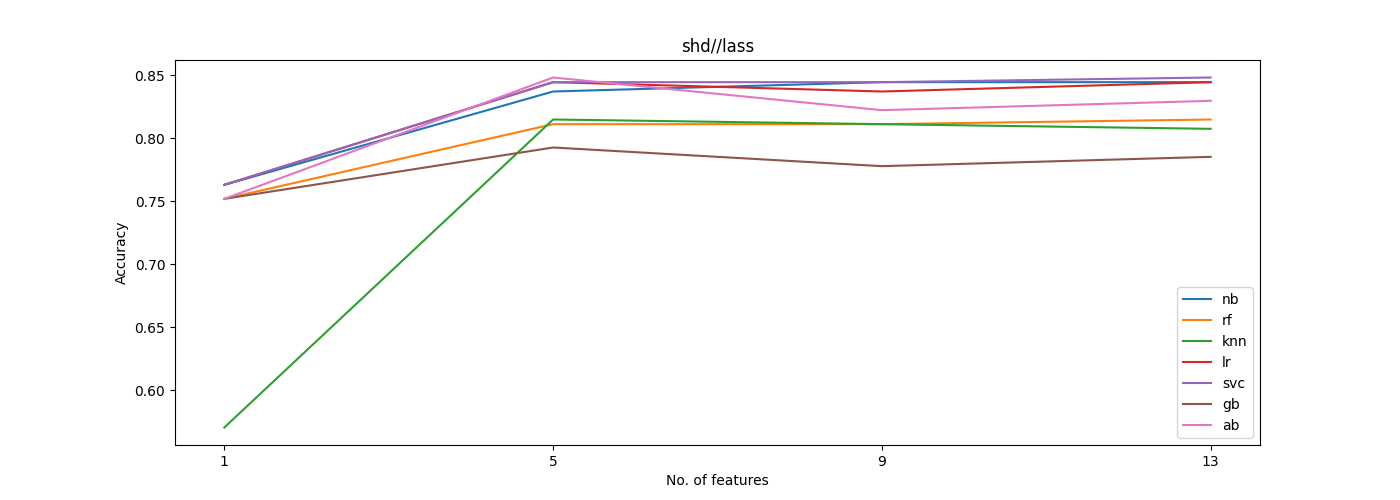 shd//lass
Accuracy
0.85
0.80
0.75
0.70
0.65
0.60
1 5 9 13
No. of features
nb
rf
knn
lr
svc
gb
ab